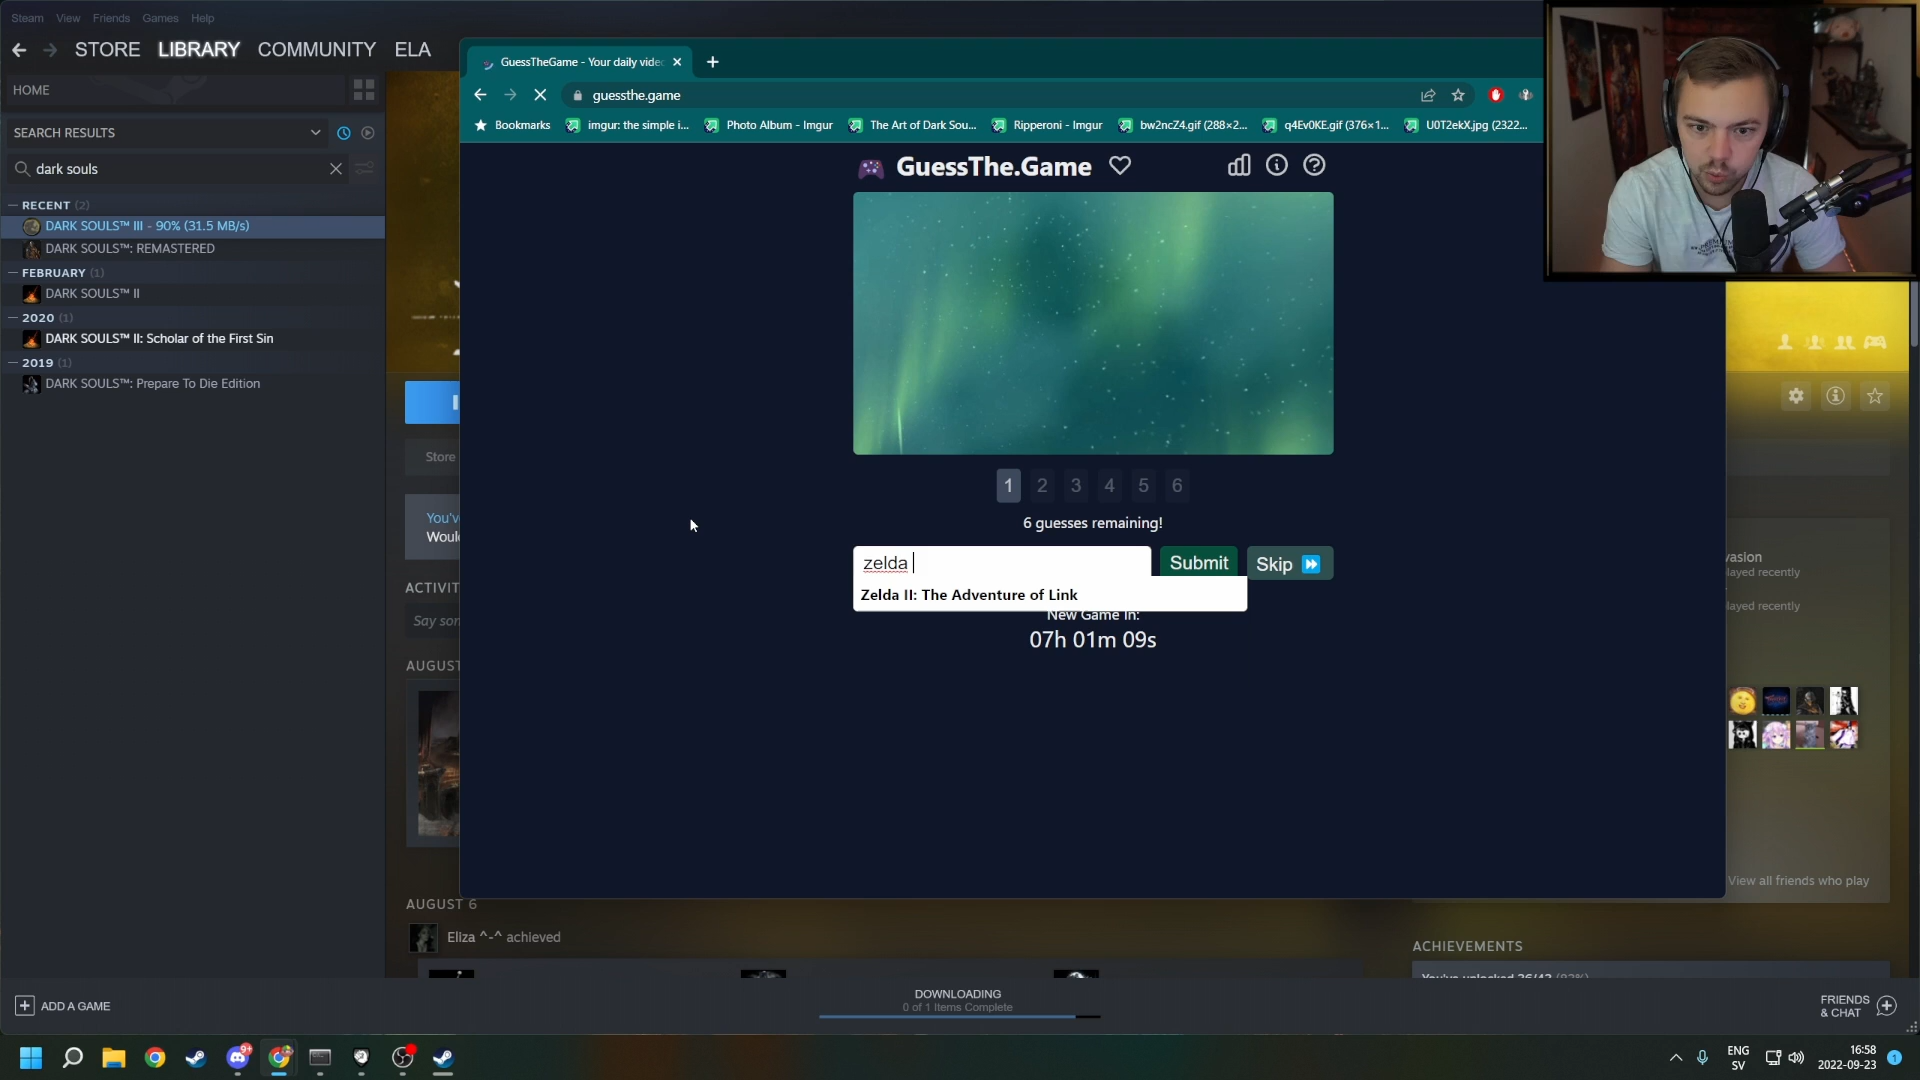 Steam View Friends Games Help
STORE LIBRARY COMMUNITY ELA
HOME
SEARCH RESULTS
dark souls
RECENT (2)
DARK SOULS™ III - 90% (31.5 MB/s)
DARK SOULS™: REMASTERED
FEBRUARY (1)
DARK SOULS™ II
2020 (1)
DARK SOULS™ II: Scholar of the First Sin
2019 (1)
DARK SOULS™: Prepare To Die Edition
GuessTheGame - Your daily vide
guessthe.game
Bookmarks imgur: the simple i... Photo Album - Imgur The Art of Dark Sou... Ripperoni - Imgur bw2ncZ4.gif (288×2... q4Ev0KE.gif (376×1... U0T2ekX.jpg (2322...
GuessThe.Game
1 2 3 4 5 6
6 guesses remaining!
zelda
Submit
Skip
Zelda II: The Adventure of Link
New Game In:
07h 01m 09s
Store
You'v
Woul
ACTIVIT
Say son
AUGUST
AUGUST 6
Eliza ^-^ achieved
vasion
layed recently
layed recently
View all friends who play
ACHIEVEMENTS
ADD A GAME
DOWNLOADING
0 of 1 Items Complete
FRIENDS
& CHAT
9+
ENG
SV
16:58
2022-09-23
1